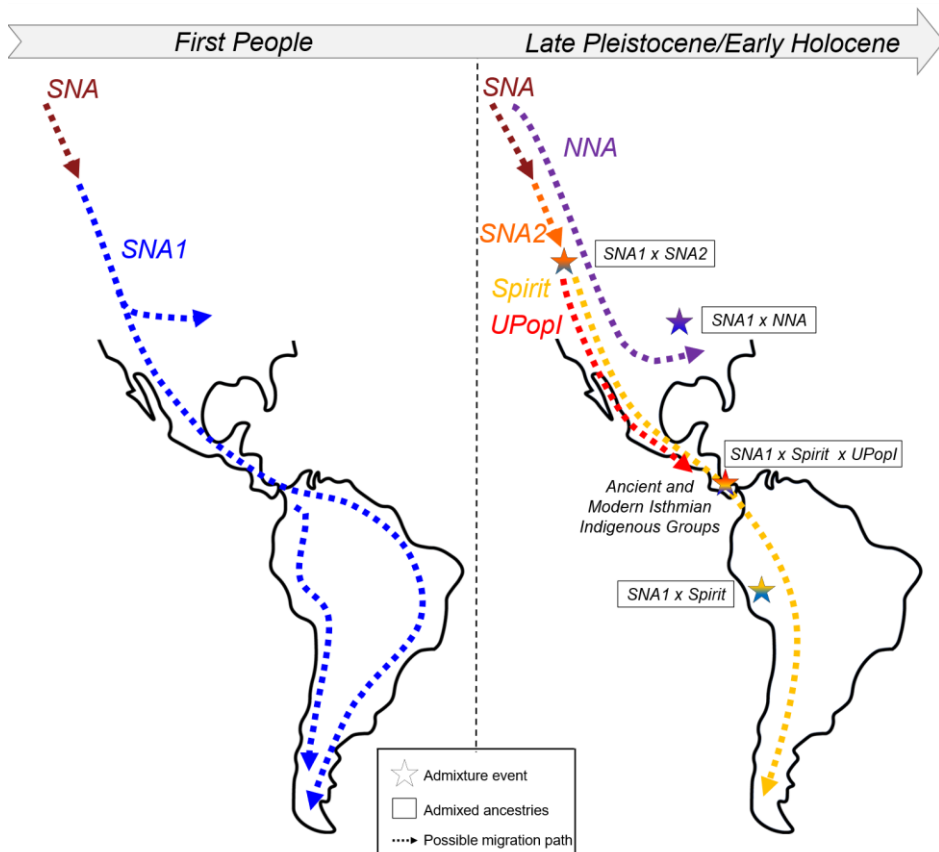 First People
Late Pleistocene/Early Holocene
SNA
SNA1
SNA
NNA
SNA2
SNA1 x SNA2
Spirit
UPopI
SNA1 x NNA
SNA1 x Spirit x UPopI
Ancient and
Modern Isthmian
Indigenous Groups
SNA1 x Spirit
Admixture event
Admixed ancestries
Possible migration path